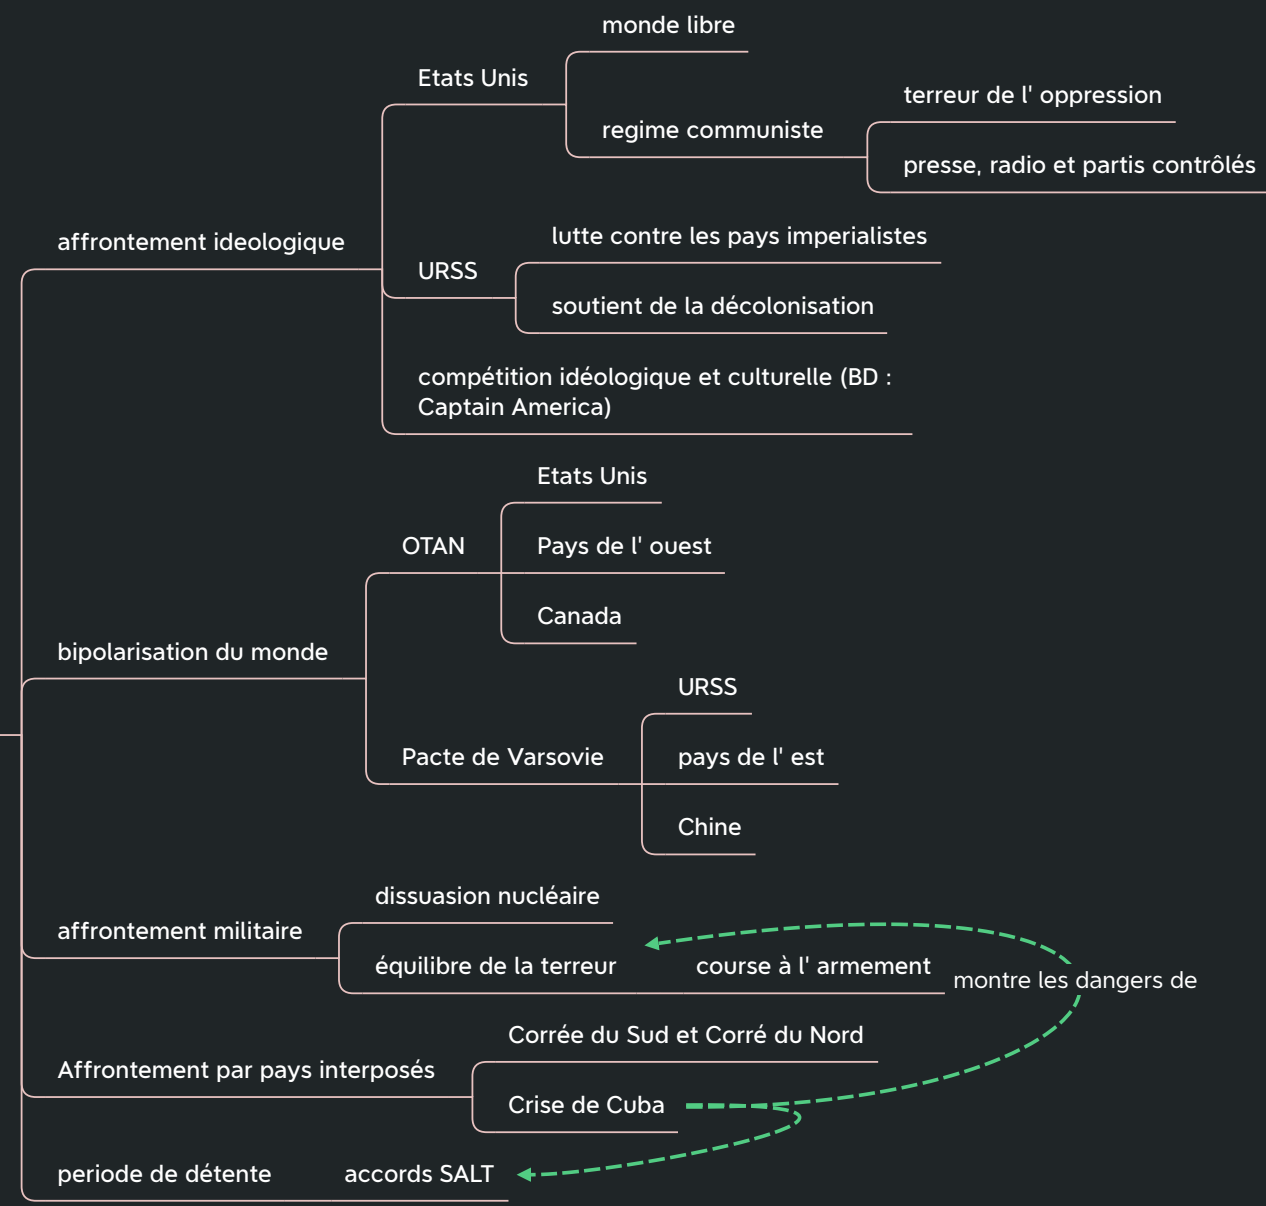 monde libre
Etats Unis
regime communiste
terreur de l' oppression
presse, radio et partis contrôlés
affrontement ideologique
URSS
lutte contre les pays imperialistes
soutient de la décolonisation
compétition idéologique et culturelle (BD :
Captain America)
bipolarisation du monde
OTAN
Etats Unis
Pays de l' ouest
Canada
Pacte de Varsovie
URSS
pays de l' est
Chine
affrontement militaire
dissuasion nucléaire
équilibre de la terreur
course à l' armement
montre les dangers de
Affrontement par pays interposés
Corrée du Sud et Corré du Nord
Crise de Cuba
periode de détente
accords SALT